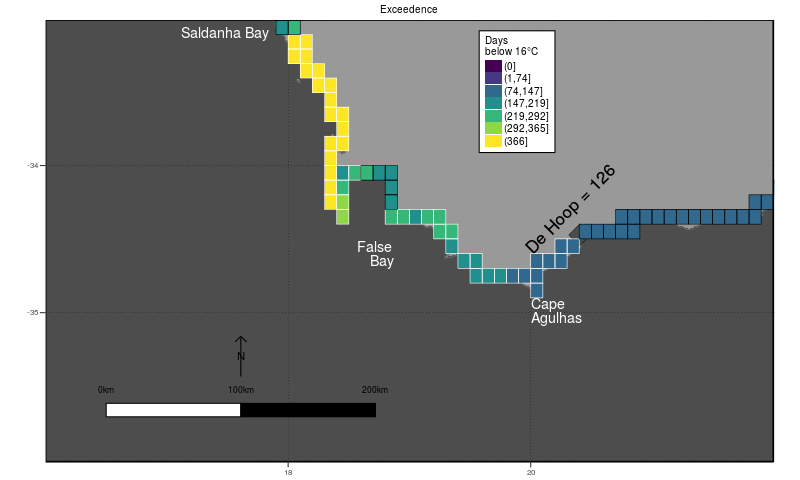 Exceedence
Saldanha Bay
Days
below 16°C
(0]
(1,74]
(74,147]
(147,219]
(219,292]
(292,365]
(366]
-34
De Hoop = 126
False
Bay
Cape
Agulhas
-35
N
0km
100km
200km
18
20